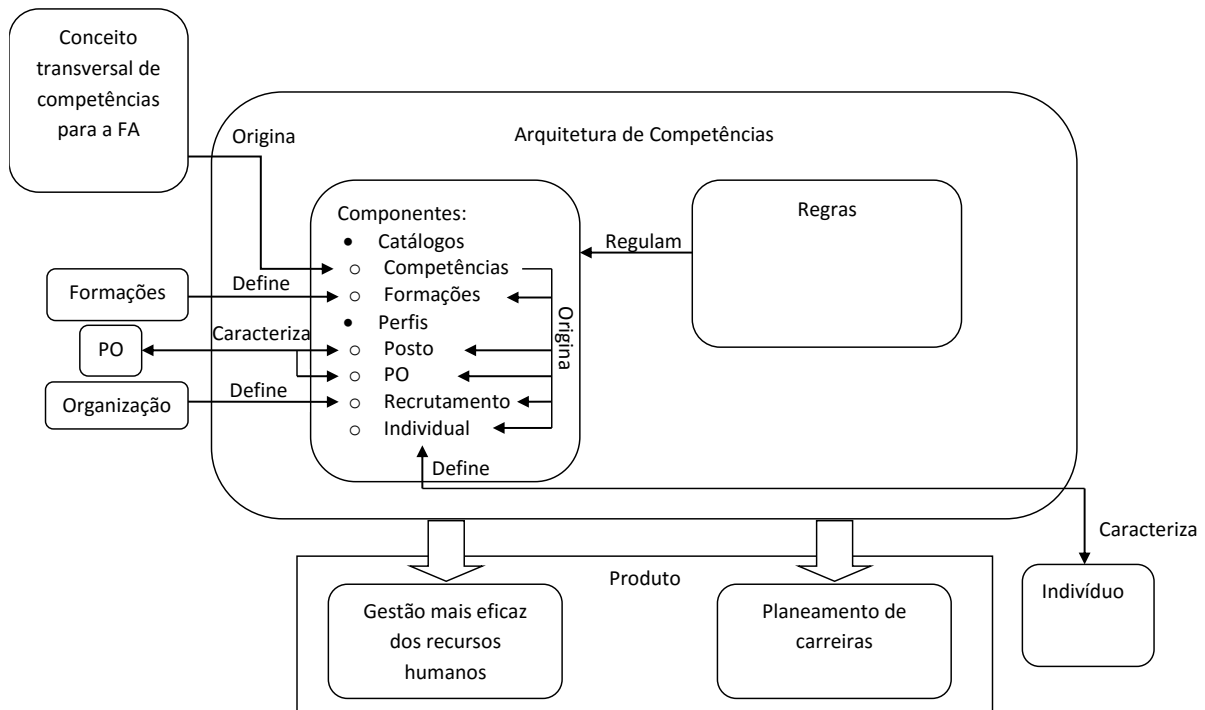 Conceito
transversal de
competências
para a FA
Origina
Arquitetura de Competências
Componentes:
• Catálogos
○ Competências
○ Formações
• Perfis
○ Posto
○ PO
○ Recrutamento
○ Individual
Origina
Regulam
Regras
Formações
Define
PO
Caracteriza
Organização
Define
Define
Caracteriza
Indivíduo
Produto
Gestão mais eficaz
dos recursos
humanos
Planeamento de
carreiras